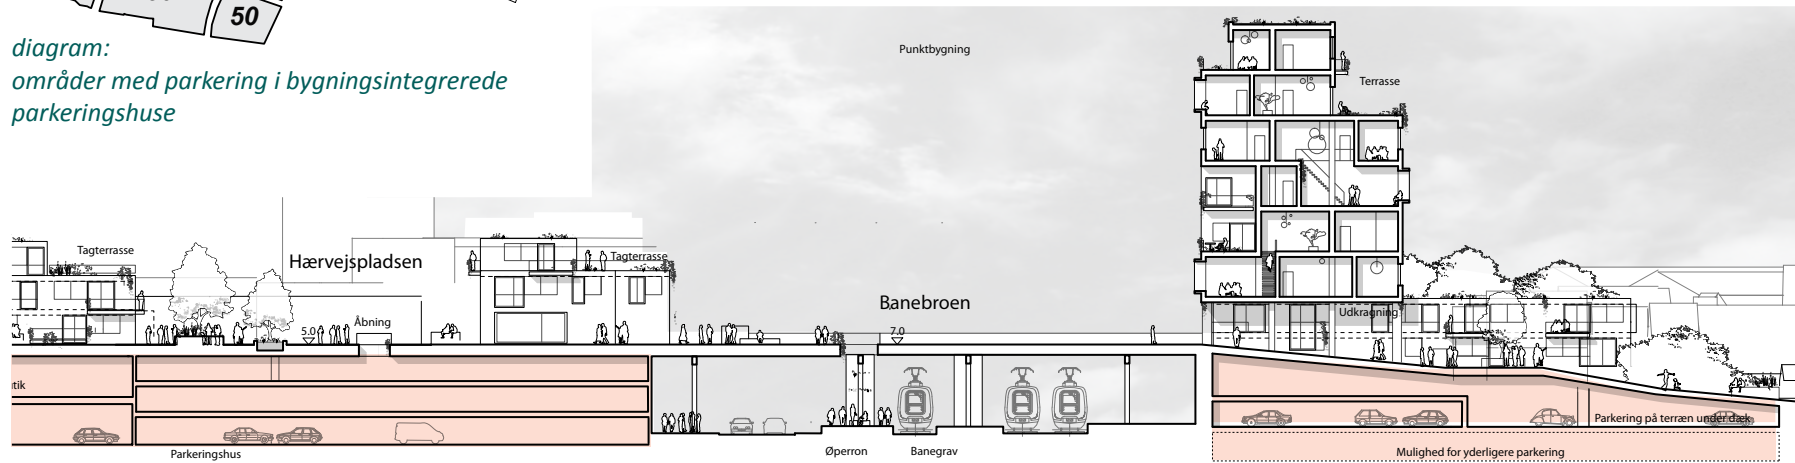 50
diagram:
områder med parkering i bygningsintegrerede
parkeringshuse
Punktbygning
Terrasse
Tagterrasse
Hærvejspladsen
Tagterrasse
Banebroen
Udkragning
5.0
Åbning
7.0
Parkering på terræn under dæk
Parkeringshus
Øperron
Banegrav
Mulighed for yderligere parkering